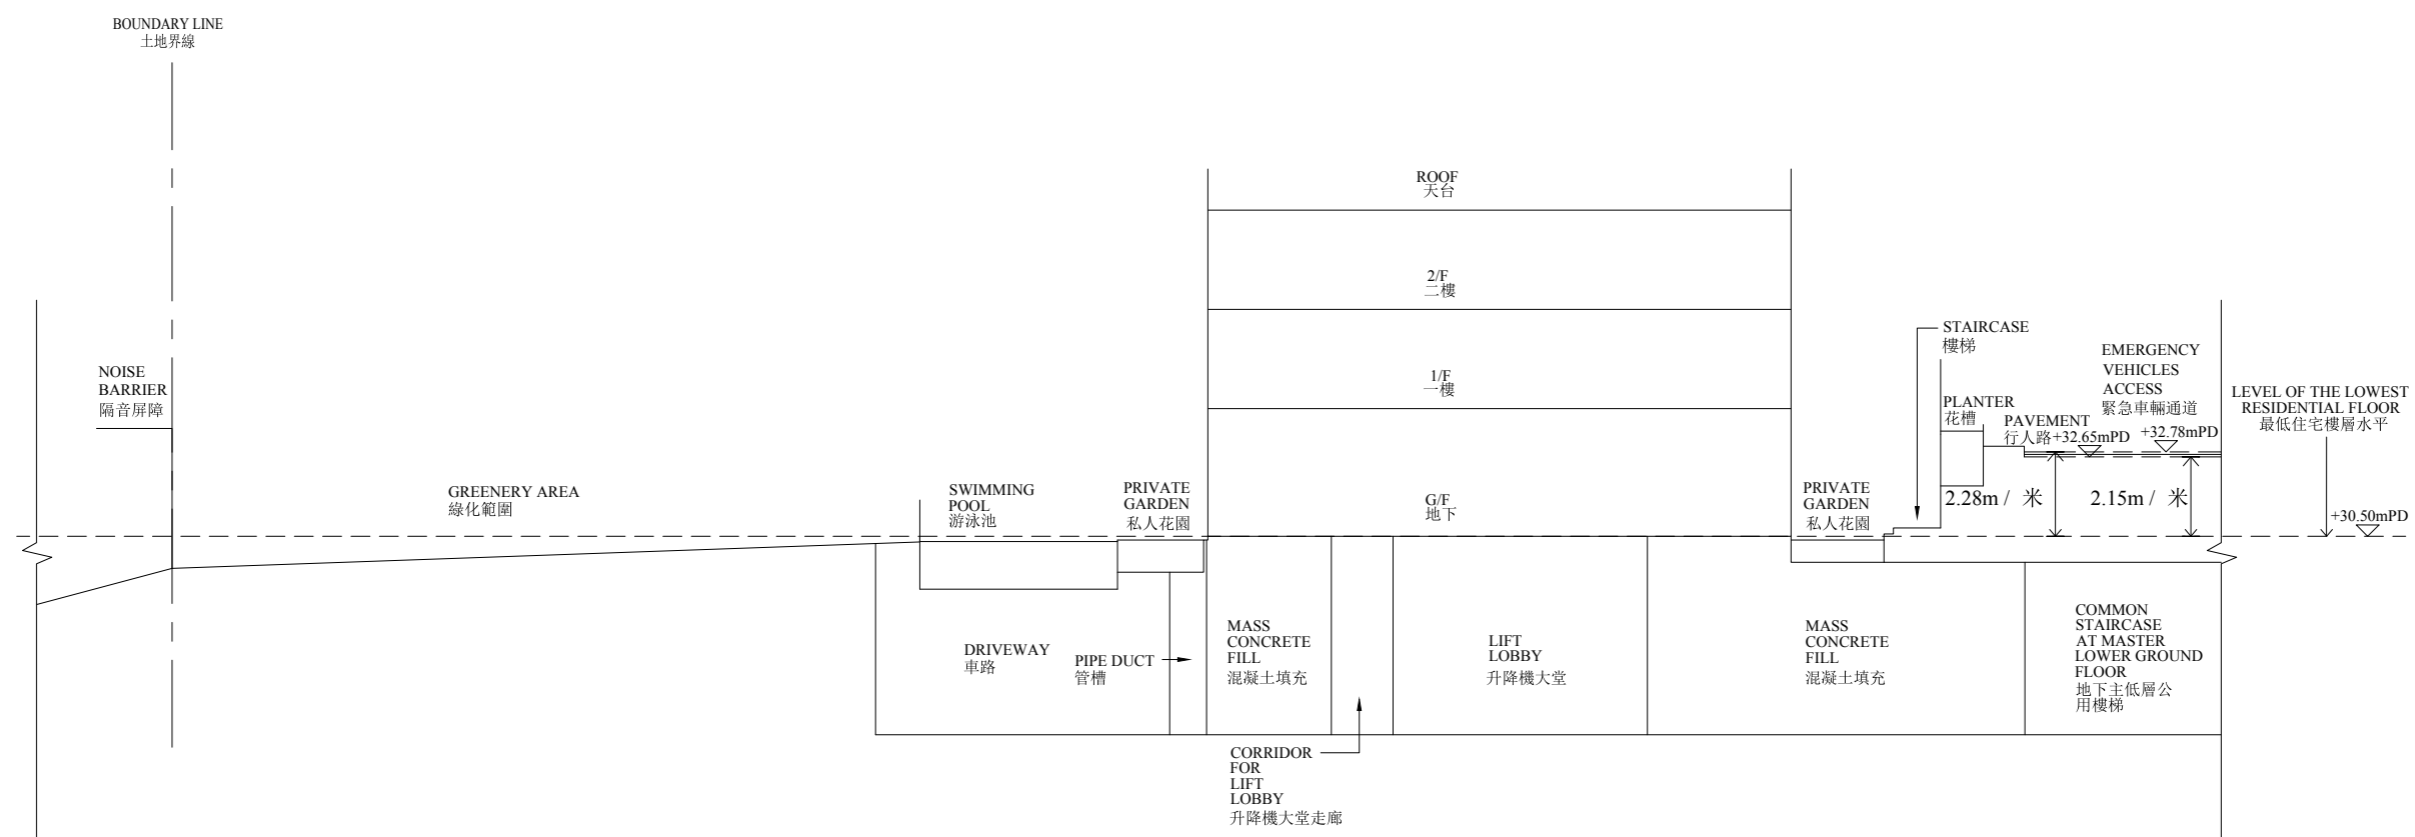 BOUNDARY LINE
土地界線
ROOF
天台
2/F
二樓
1/F
一樓
G/F
地下
NOISE
BARRIER
隔音屏障
GREENERY AREA
綠化範圍
SWIMMING
POOL
游泳池
PRIVATE
GARDEN
私人花園
PRIVATE
GARDEN
私人花園
STAIRCASE
樓梯
PLANTER
花槽
PAVEMENT
行人路
+32.65mPD
EMERGENCY
VEHICLES
ACCESS
緊急車輛通道
+32.78mPD
2.28m / 米
2.15m / 米
LEVEL OF THE LOWEST
RESIDENTIAL FLOOR
最低住宅樓層水平
+30.50mPD
DRIVEWAY
車路
PIPE DUCT
管槽
MASS
CONCRETE
FILL
混凝土填充
CORRIDOR
FOR
LIFT
LOBBY
升降機大堂走廊
LIFT
LOBBY
升降機大堂
MASS
CONCRETE
FILL
混凝土填充
COMMON
STAIRCASE
AT MASTER
LOWER GROUND
FLOOR
地下主低層公
用樓梯